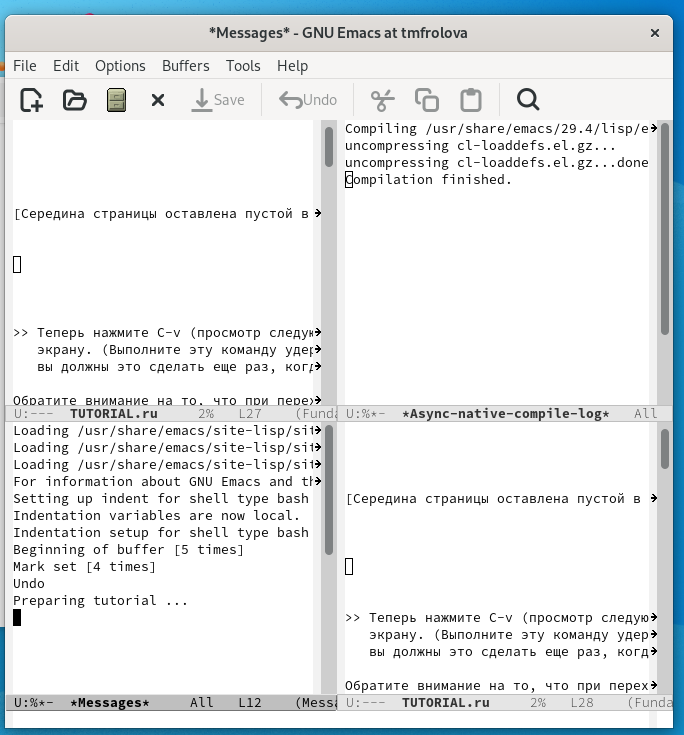 *Messages* - GNU Emacs at tmfrolova
File Edit Options Buffers Tools Help
Save Undo
[Середина страницы оставлена пустой в
>> Теперь нажмите C-v (просмотр следую
экрану. (Выполните эту команду удер
вы должны это сделать еще раз, когд
Обратите внимание на то, что при перех
U:--- TUTORIAL.ru 2% L27 (Funda
Compiling /usr/share/emacs/29.4/lisp/e
uncompressing cl-loaddefs.el.gz...
uncompressing cl-loaddefs.el.gz...done
Compilation finished.
U:%*- *Async-native-compile-log* All
Loading /usr/share/emacs/site-lisp/sit
Loading /usr/share/emacs/site-lisp/sit
Loading /usr/share/emacs/site-lisp/sit
For information about GNU Emacs and th
Setting up indent for shell type bash
Indentation variables are now local.
Indentation setup for shell type bash
Beginning of buffer [5 times]
Mark set [4 times]
Undo
Preparing tutorial ...
U:%*- *Messages* All L12 (Messa
[Середина страницы оставлена пустой в
>> Теперь нажмите C-v (просмотр следую
экрану. (Выполните эту команду удер
вы должны это сделать еще раз, когд
Обратите внимание на то, что при перех
U:--- TUTORIAL.ru 2% L28 (Funda